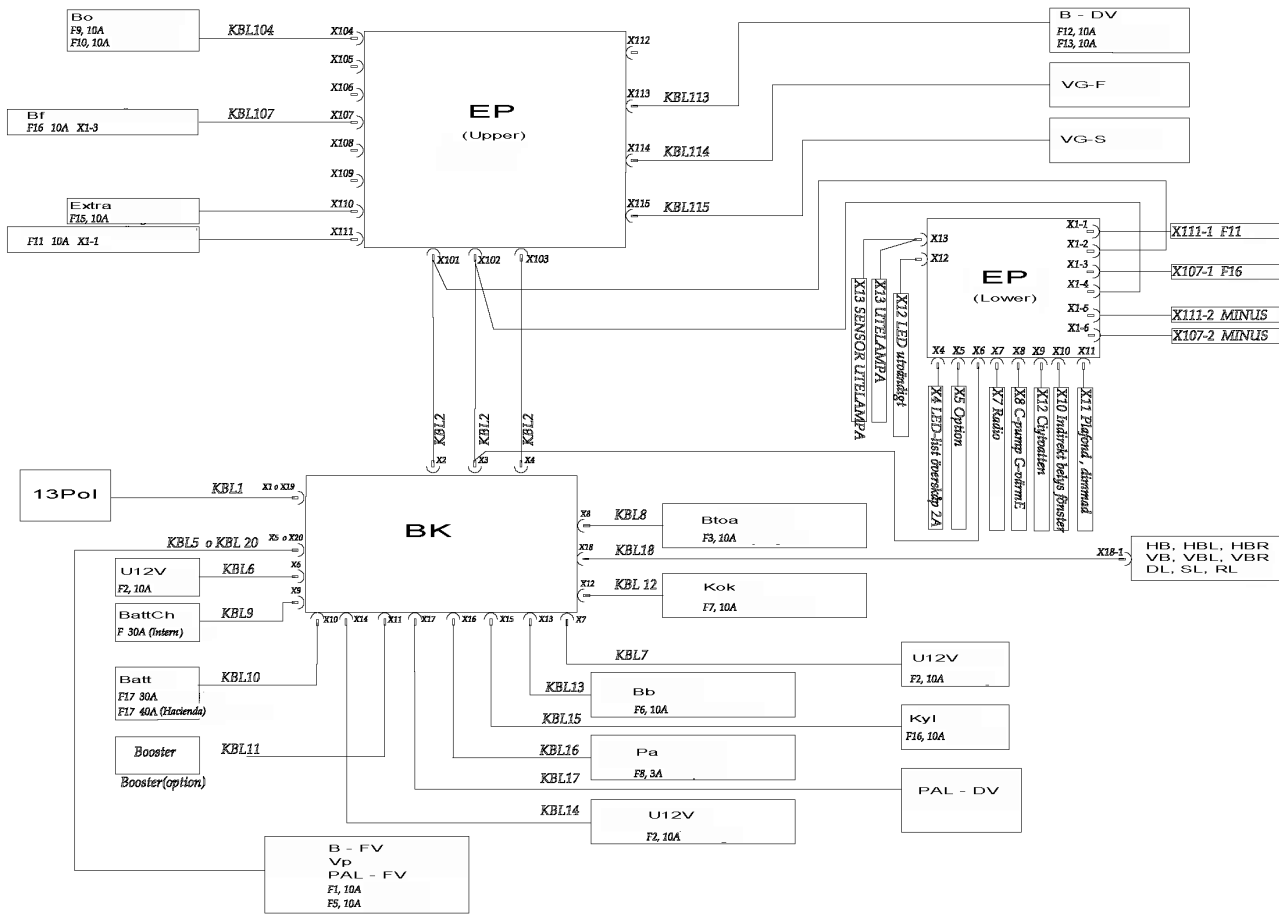 Bo
F9, 10A
F10, 10A
KBL104
X104
X105
X106
Bf
F16 10A X1-3
KBL107
X107
X108
X109
Extra
F15, 10A
X110
F11 10A X1-1
X111
EP
(Upper)
X112
X113
KBL113
X114
KBL114
X115
KBL115
X101
X102
X103
B - DV
F12, 10A
F13, 10A
VG-F
VG-S
X13
X12
EP
(Lower)
X1-1
X1-2
X1-3
X1-4
X1-5
X1-6
X111-1 F11
X107-1 F16
X111-2 MINUS
X107-2 MINUS
X4
X5
X6
X7
X8
X9
X10
X11
X13 SENSOR UTELAMPA
X13 UTELAMPA
X12 LED utvändigt
X4 LED-list överskåp 2A
X5 Option
X7 Radio
X8 C-pump G-värmE
X12 Citytoatten
X10 Indirekt belys fönster
X11 Plafond , dimmad
KBL2
KBL2
KBL2
X2
X3
X4
13Pol
KBL1
X1 o X19
KBL5 o KBL 20
X5 o X20
U12V
F2, 10A
KBL6
X6
BattCh
F 30A (Intern)
KBL9
X9
Batt
F17 30A
F17 40A (Hacienda)
KBL10
Booster
KBL11
Booster(option)
BK
X8
KBL8
X18
KBL18
X12
KBL 12
Btoa
F3, 10A
Kok
F7, 10A
X18-1
HB, HBL, HBR
VB, VBL, VBR
DL, SL, RL
X10
X14
X11
X17
X16
X15
X13
X7
KBL7
U12V
F2, 10A
KBL13
Bb
F6, 10A
KBL15
Kyl
F16, 10A
KBL16
Pa
F8, 3A
KBL17
PAL - DV
KBL14
U12V
F2, 10A
B - FV
Vp
PAL - FV
F1, 10A
F5, 10A